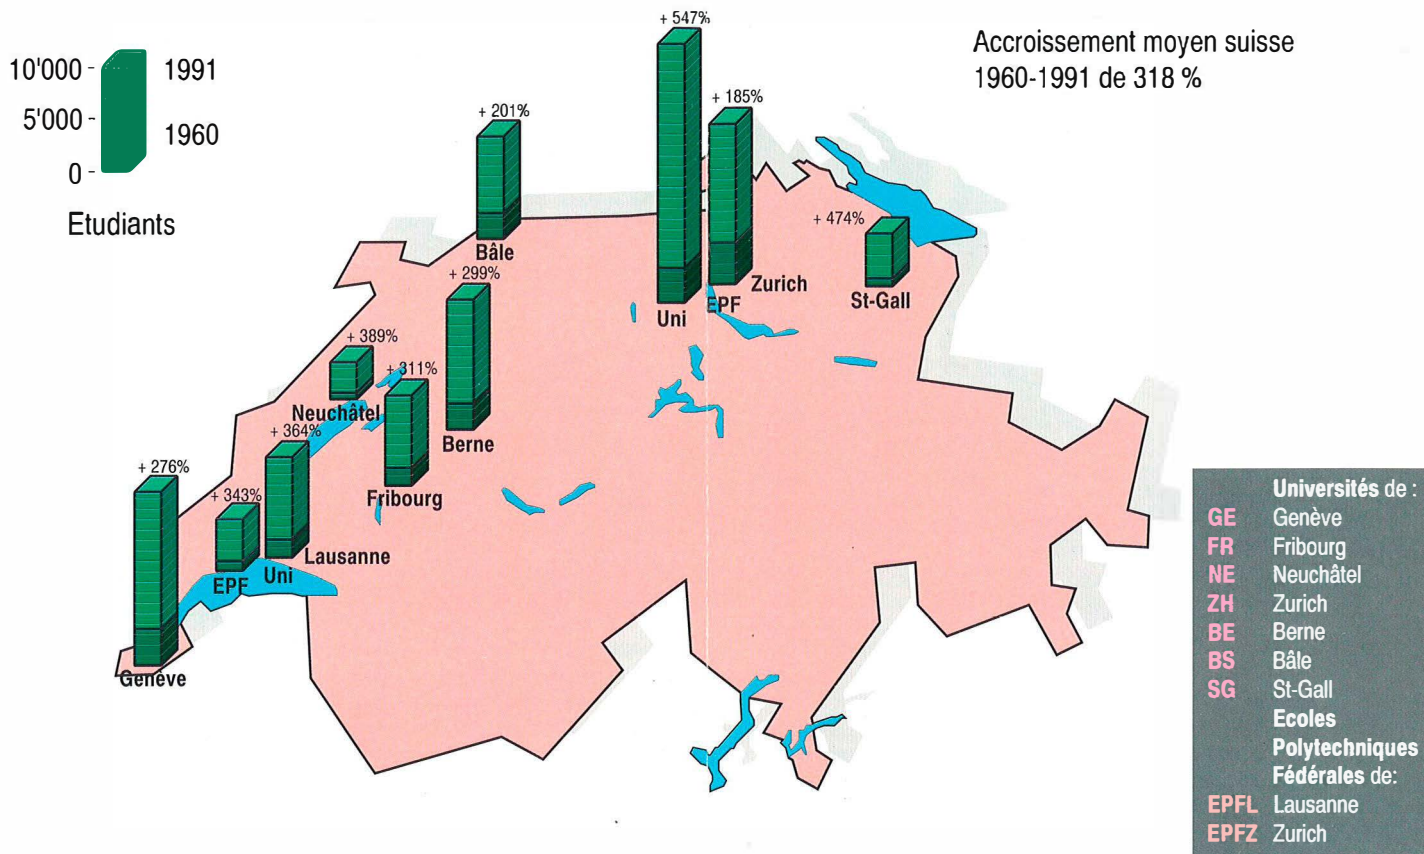 + 547%
Accroissement moyen suisse
1960-1991 de 318 %
10'000
1991
5'000
1960
0
Etudiants
+ 185%
+ 201%
+ 474%
Bâle
Zurich
EPF
Uni
St-Gall
+ 299%
+ 389%
+ 311%
Neuchâtel
+ 364%
Berne
+ 276%
+ 343%
Fribourg
Lausanne
Uni
EPF
Genève
Universités de :
GE Genève
FR Fribourg
NE Neuchâtel
ZH Zurich
BE Berne
BS Bâle
SG St-Gall
Ecoles
Polytechniques
Fédérales de:
EPFL Lausanne
EPFZ Zurich